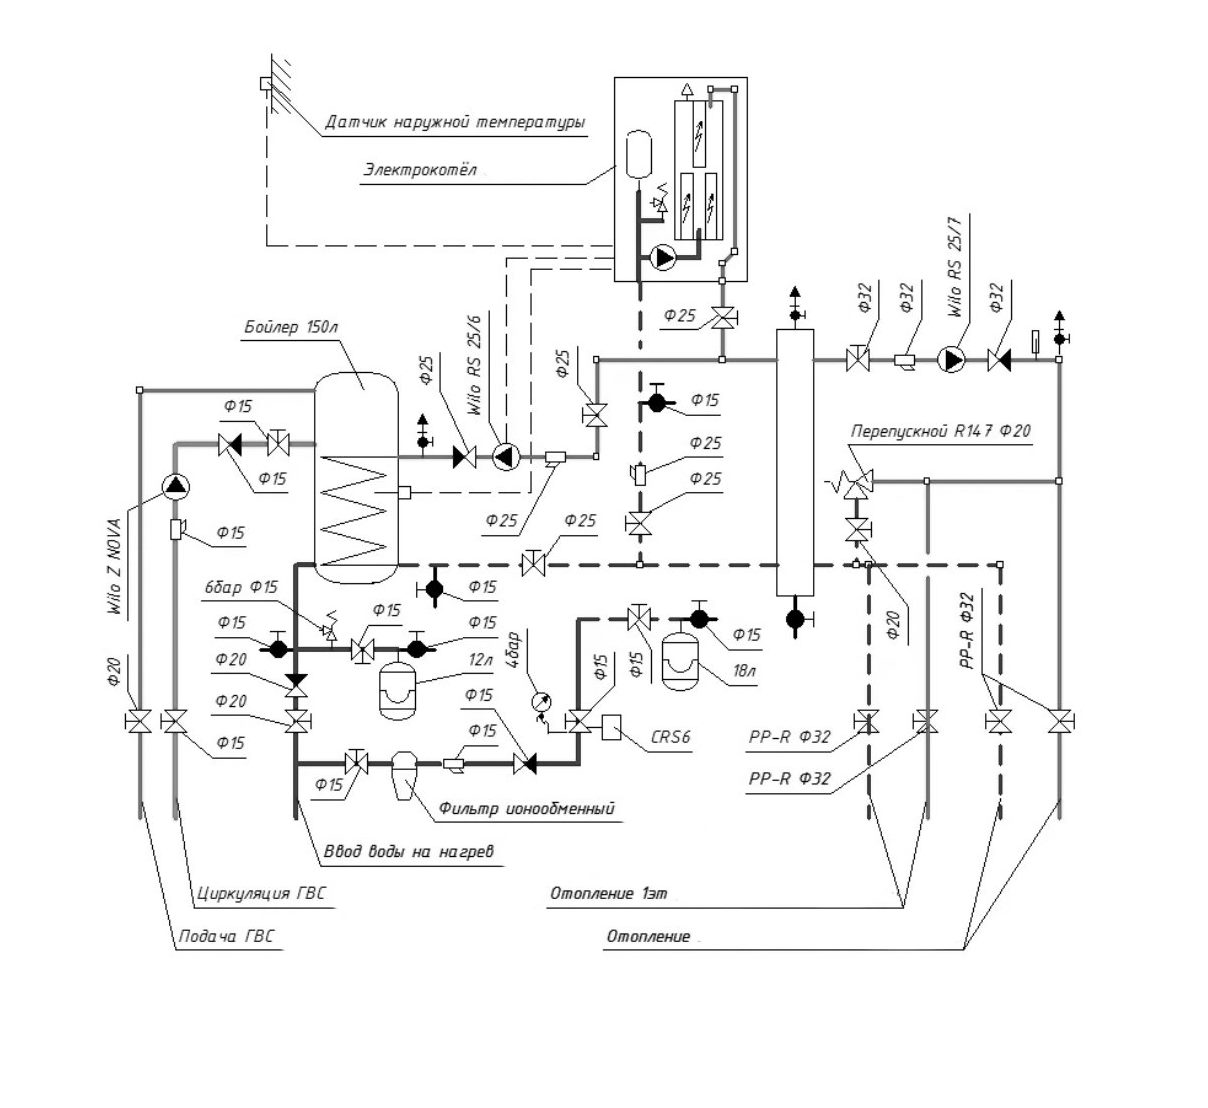 Датчик наружной температуры
Электрокотёл
Ф25
Ф32
Ф32
Wilo RS 25/7
Ф32
Бойлер 150л
Ф25
Wilo RS 25/6
Ф25
Ф15
Ф15
Перепускной R147 Ф20
Ф15
Ф25
Ф25
Ф15
Ф25
Ф25
Wilo Z NOVA
6бар Ф15
Ф15
Ф15
Ф15
Ф15
Ф15
Ф20
Ф20
12л
4бар
Ф15
Ф15
18л
Ф20
PP-R Ф32
Ф20
Ф15
Ф15
Ф15
CRS6
PP-R Ф32
PP-R Ф32
Ф15
Фильтр ионообменный
Ввод воды на нагрев
Циркуляция ГВС
Отопление 1эт
Подача ГВС
Отопление